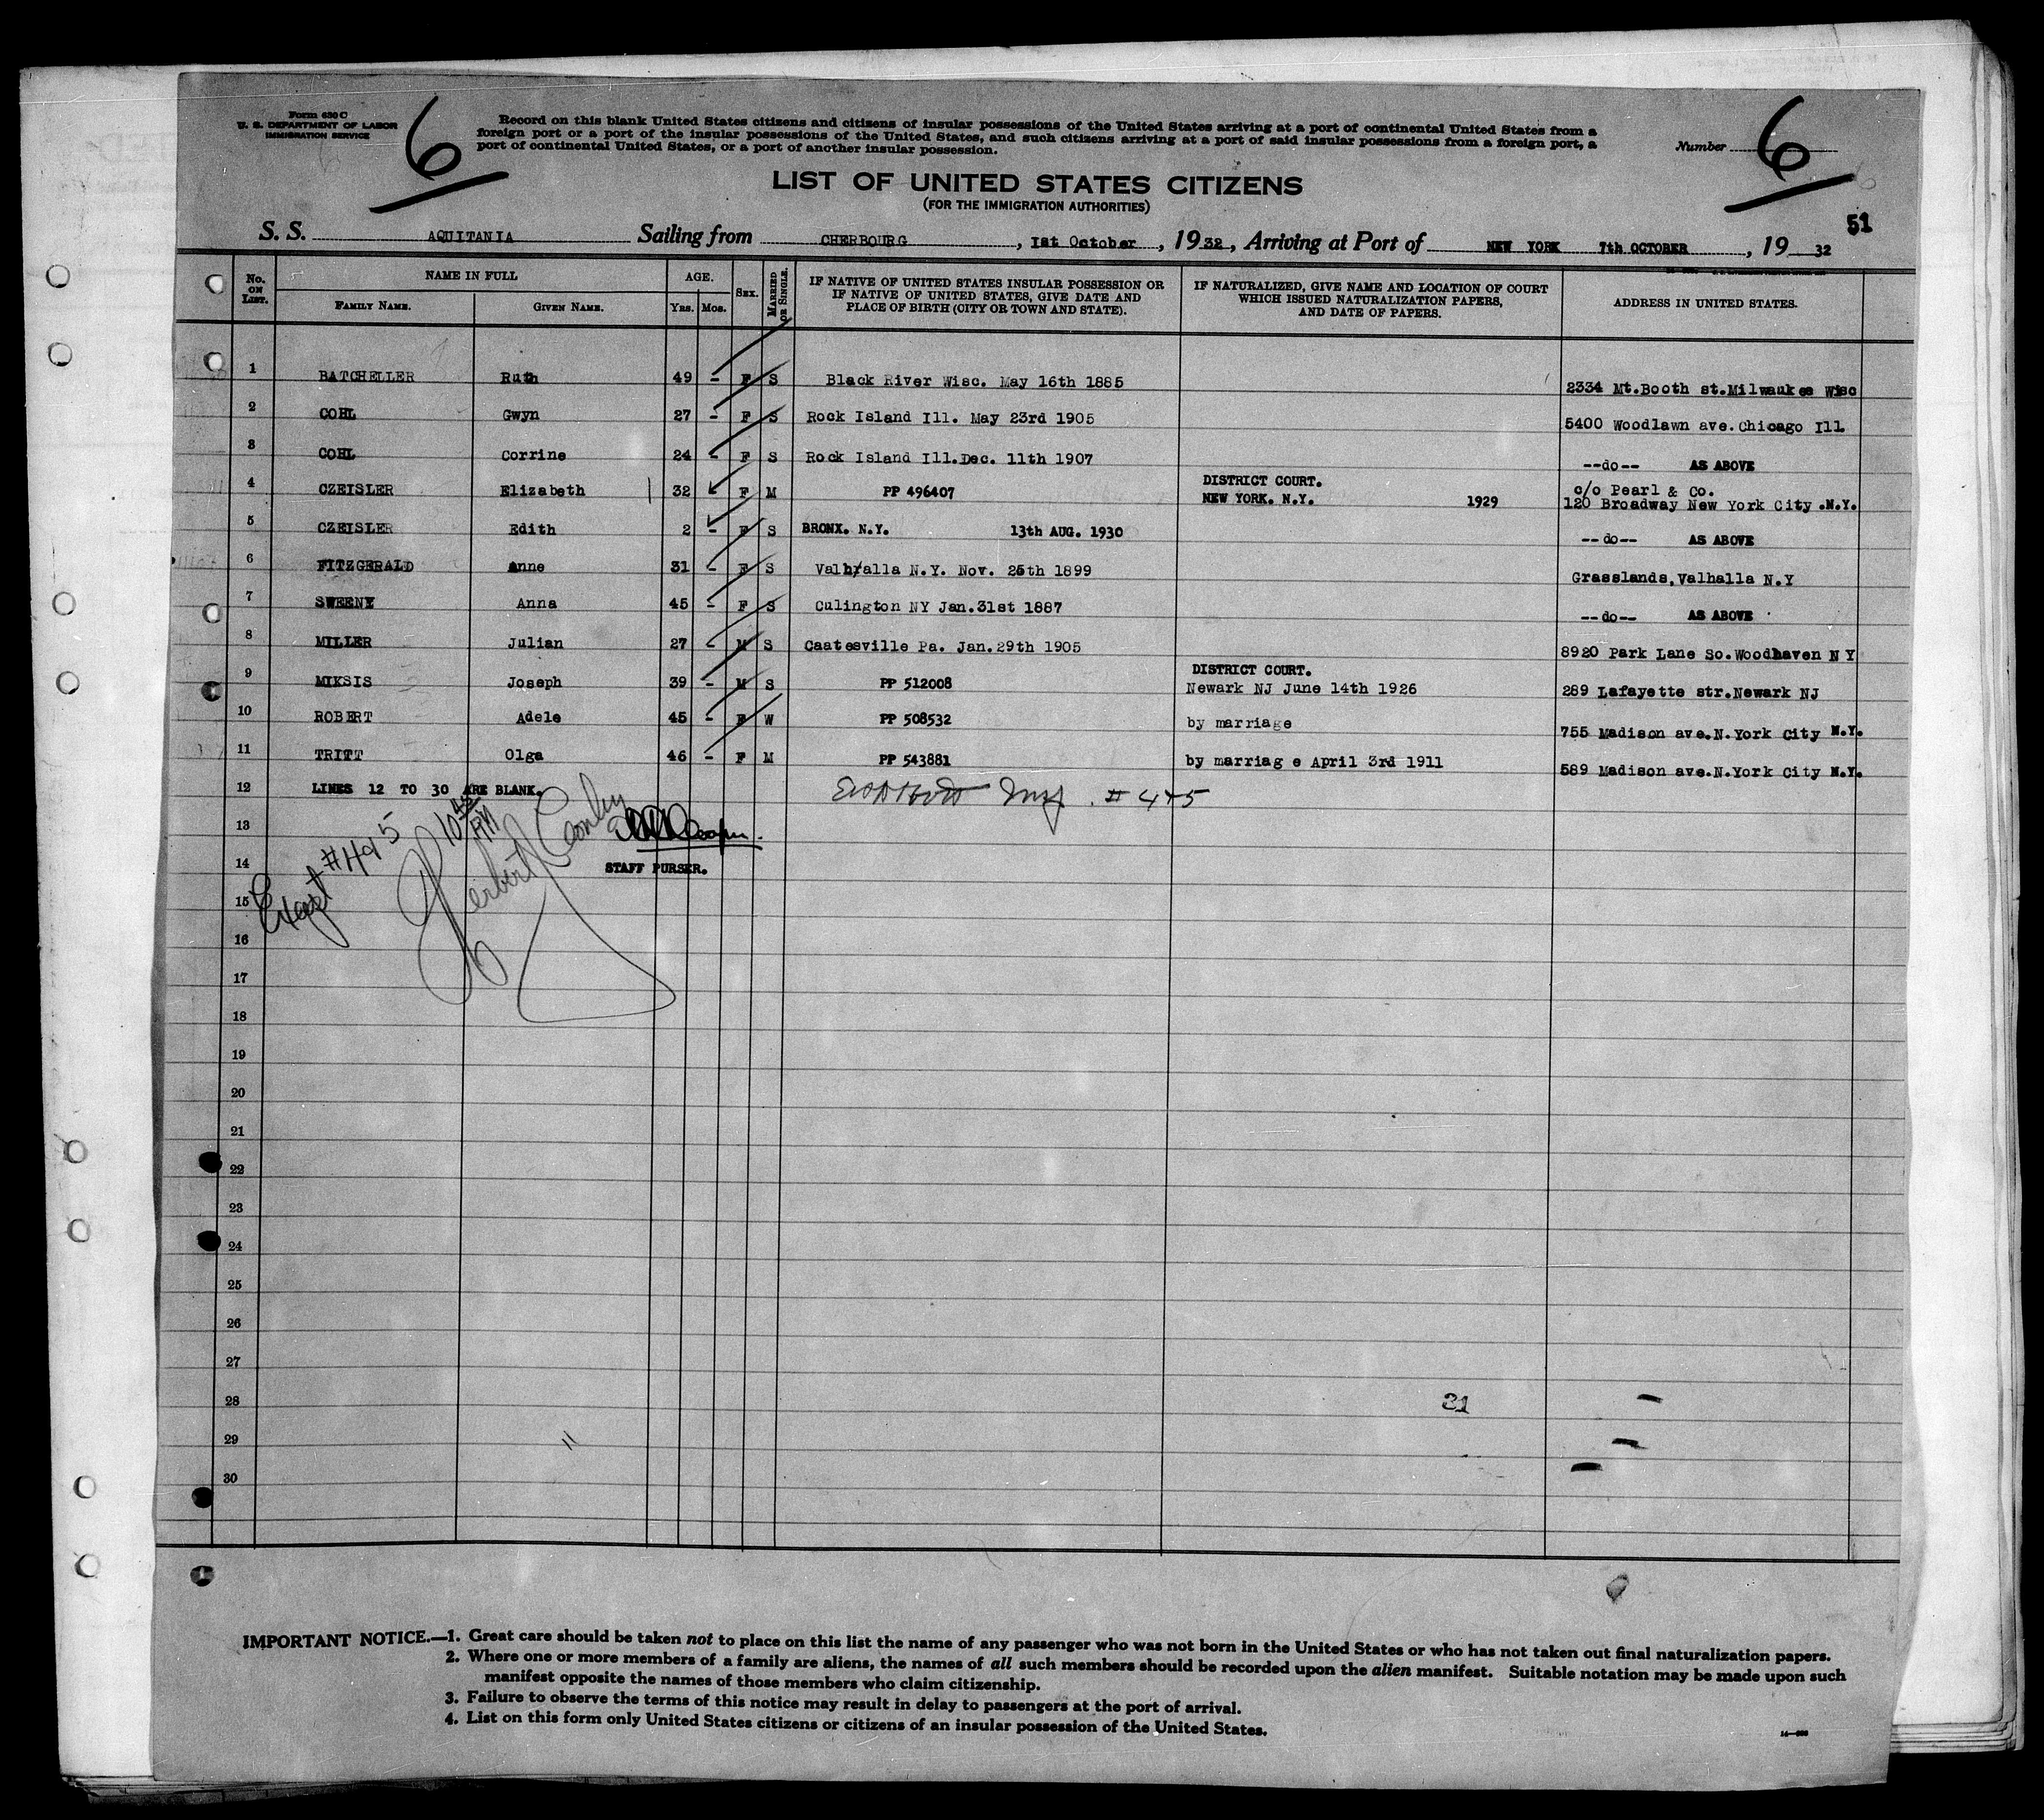 Form 630 C
U. S. DEPARTMENT OF LABOR
IMMIGRATION SERVICE
6
Record on this blank United States citizens and citizens of insular possessions of the United States arriving at a port of continental United States from a
foreign port or a port of the insular possessions of the United States, and such citizens arriving at a port of said insular possessions from a foreign port, a
port of continental United States, or a port of another insular possession.
Number 6
LIST OF UNITED STATES CITIZENS
(FOR THE IMMIGRATION AUTHORITIES)
51
S. S. AQUITANIA Sailing from CHERBOURG, 1st October, 1932, Arriving at Port of NEW YORK 7th OCTOBER, 19 32
No. ON LIST. NAME IN FULL FAMILY NAME. GIVEN NAME. AGE. Yrs. Mos. SEX. MARRIED OR SINGLE. IF NATIVE OF UNITED STATES INSULAR POSSESSION OR IF NATIVE OF UNITED STATES, GIVE DATE AND PLACE OF BIRTH (CITY OR TOWN AND STATE). IF NATURALIZED, GIVE NAME AND LOCATION OF COURT WHICH ISSUED NATURALIZATION PAPERS, AND DATE OF PAPERS. ADDRESS IN UNITED STATES.
1 BATCHELLER Ruth 49 - F S Black River Wisc. May 16th 1885 2334 Mt.Booth st.Milwaukee Wisc
2 COHL Gwyn 27 - F S Rock Island Ill. May 23rd 1905 5400 Woodlawn ave.Chicago Ill
3 COHL Corrine 24 - F S Rock Island Ill.Dec. 11th 1907 --do-- AS ABOVE
4 CZEISLER Elizabeth 32 - F M PP 496407 DISTRICT COURT. NEW YORK. N.Y. 1929 c/o Pearl & Co. 120 Broadway New York City .N.Y.
5 CZEISLER Edith 2 - F S BRONX. N.Y. 13th AUG. 1930 --do-- AS ABOVE
6 FITZGERALD Anne 31 - F S Valhalla N.Y. Nov. 25th 1899 Grasslands,Valhalla N.Y
7 SWEENY Anna 45 - F S Culington NY Jan.31st 1887 --do-- AS ABOVE
8 MILLER Julian 27 - M S Caatesville Pa. Jan.29th 1905 8920 Park Lane So.Woodhaven N Y
9 MIKSIS Joseph 39 - M S PP 512008 DISTRICT COURT. Newark NJ June 14th 1926 289 Lafayette str.Newark NJ
10 ROBERT Adele 45 - F W PP 508532 by marriage 755 Madison ave.N.York City N.Y.
11 TRITT Olga 46 - F M PP 543881 by marriag e April 3rd 1911 589 Madison ave.N.York City N.Y.
12 LINES 12 TO 30 ARE BLANK.
13
STAFF PURSER.
14
15
16
17
18
19
20
21
22
23
24
25
26
27
28 31
29 11
30
IMPORTANT NOTICE.—1. Great care should be taken not to place on this list the name of any passenger who was not born in the United States or who has not taken out final naturalization papers.
2. Where one or more members of a family are aliens, the names of all such members should be recorded upon the alien manifest. Suitable notation may be made upon such
manifest opposite the names of those members who claim citizenship.
3. Failure to observe the terms of this notice may result in delay to passengers at the port of arrival.
4. List on this form only United States citizens or citizens of an insular possession of the United States.